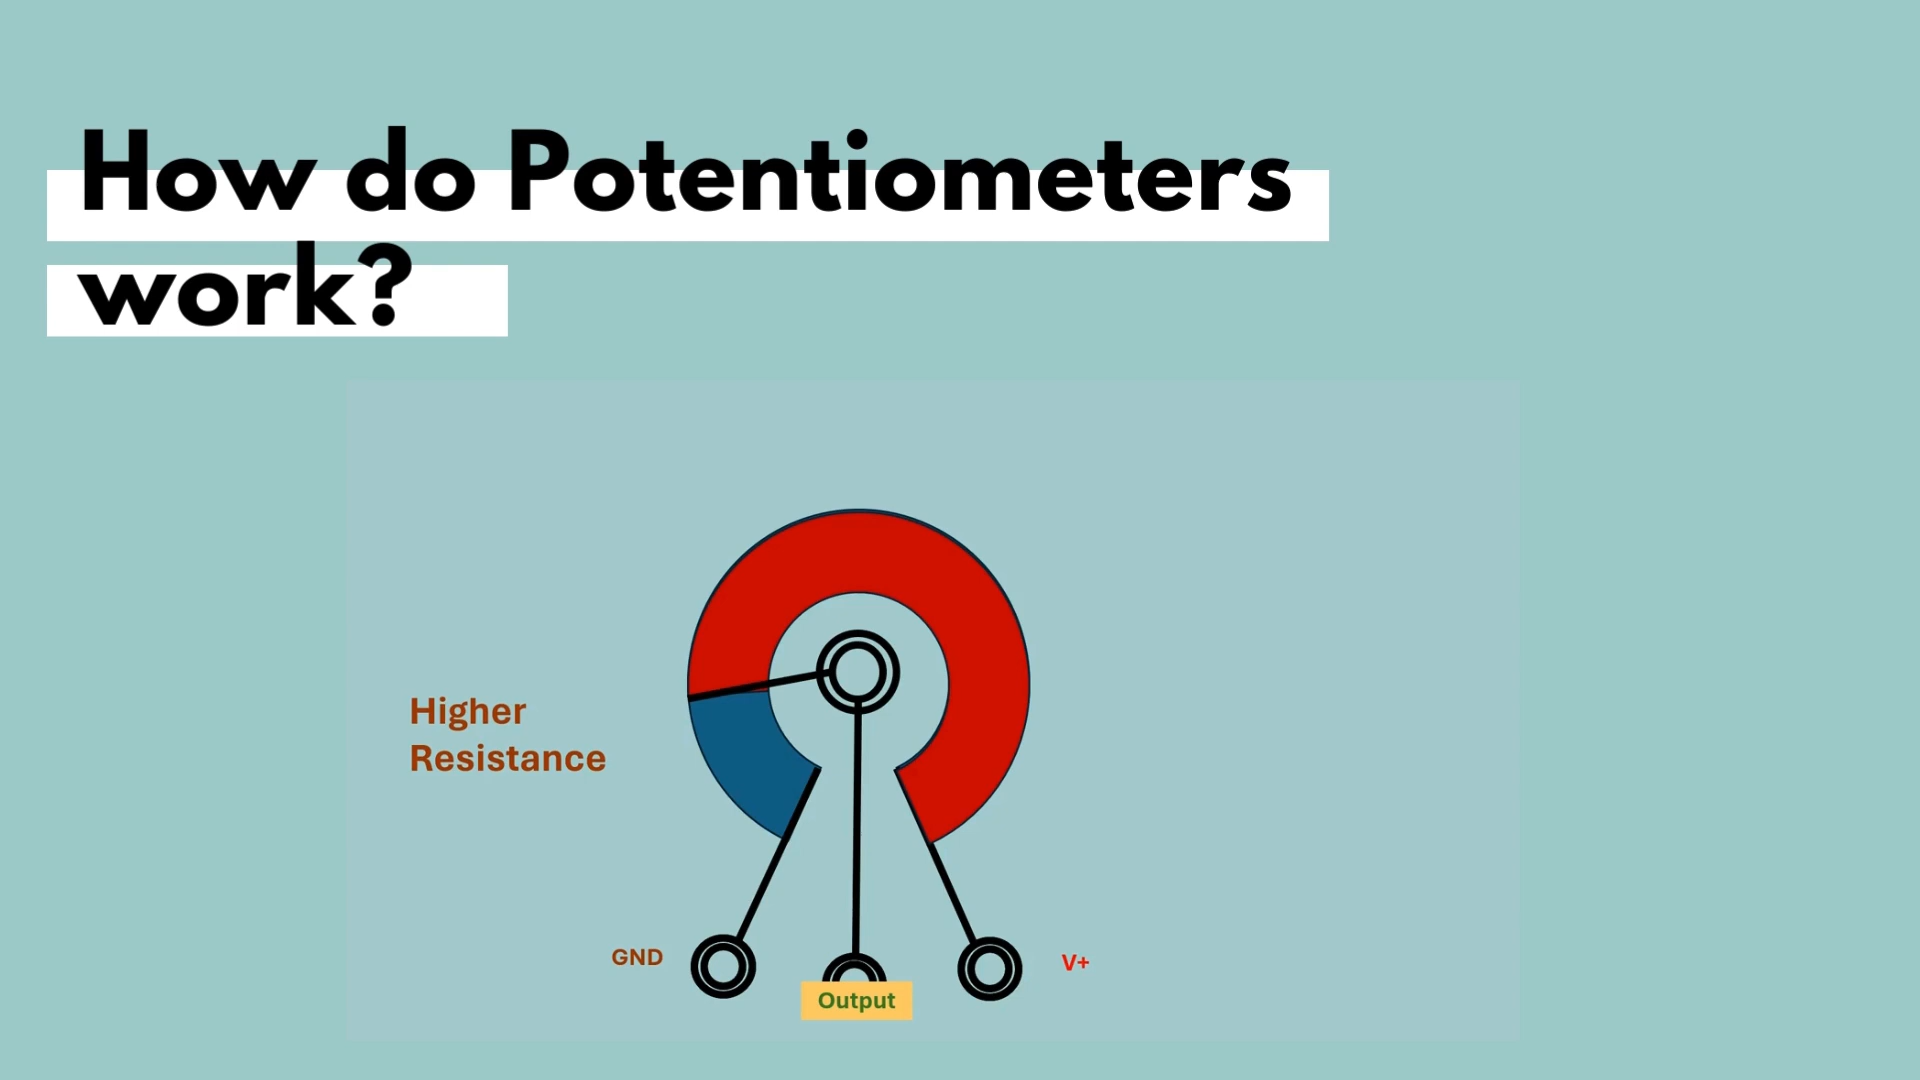 How do Potentiometers
work?
Higher
Resistance
GND
Output
V+